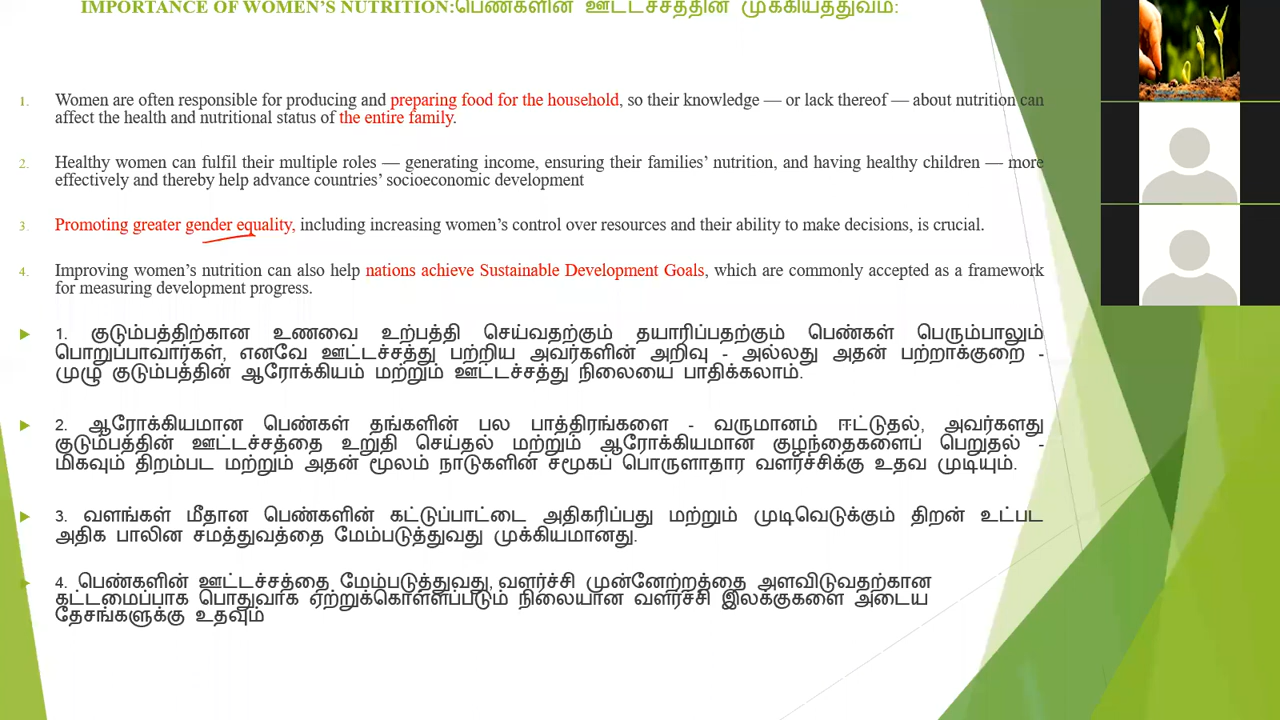 IMPORTANCE OF WOMEN'S NUTRITION:பெண்களின் ஊட்டச்சத்தின் முக்கியத்துவம்:
1. Women are often responsible for producing and preparing food for the household, so their knowledge — or lack thereof — about nutrition can
affect the health and nutritional status of the entire family.
2. Healthy women can fulfil their multiple roles — generating income, ensuring their families' nutrition, and having healthy children — more
effectively and thereby help advance countries' socioeconomic development
3. Promoting greater gender equality, including increasing women's control over resources and their ability to make decisions, is crucial.
4. Improving women's nutrition can also help nations achieve Sustainable Development Goals, which are commonly accepted as a framework
for measuring development progress.
1. குடும்பத்திற்கான உணவை உற்பத்தி செய்வதற்கும் தயாரிப்பதற்கும் பெண்கள் பெரும்பாலும்
பொறுப்பாவார்கள், எனவே ஊட்டச்சத்து பற்றிய அவர்களின் அறிவு - அல்லது அதன் பற்றாக்குறை -
முழு குடும்பத்தின் ஆரோக்கியம் மற்றும் ஊட்டச்சத்து நிலையை பாதிக்கலாம்.
2. ஆரோக்கியமான பெண்கள் தங்களின் பல பாத்திரங்களை - வருமானம் ஈட்டுதல், அவர்களது
குடும்பத்தின் ஊட்டச்சத்தை உறுதி செய்தல் மற்றும் ஆரோக்கியமான குழந்தைகளைப் பெறுதல் -
மிகவும் திறம்பட மற்றும் அதன் மூலம் நாடுகளின் சமூகப் பொருளாதார வளர்ச்சிக்கு உதவ முடியும்.
3. வளங்கள் மீதான பெண்களின் கட்டுப்பாட்டை அதிகரிப்பது மற்றும் முடிவெடுக்கும் திறன் உட்பட
அதிக பாலின சமத்துவத்தை மேம்படுத்துவது முக்கியமானது.
4. பெண்களின் ஊட்டச்சத்தை மேம்படுத்துவது, வளர்ச்சி முன்னேற்றத்தை அளவிடுவதற்கான
கட்டமைப்பாக பொதுவாக ஏற்றுக்கொள்ளப்படும் நிலையான வளர்ச்சி இலக்குகளை அடைய
தேசங்களுக்கு உதவும்